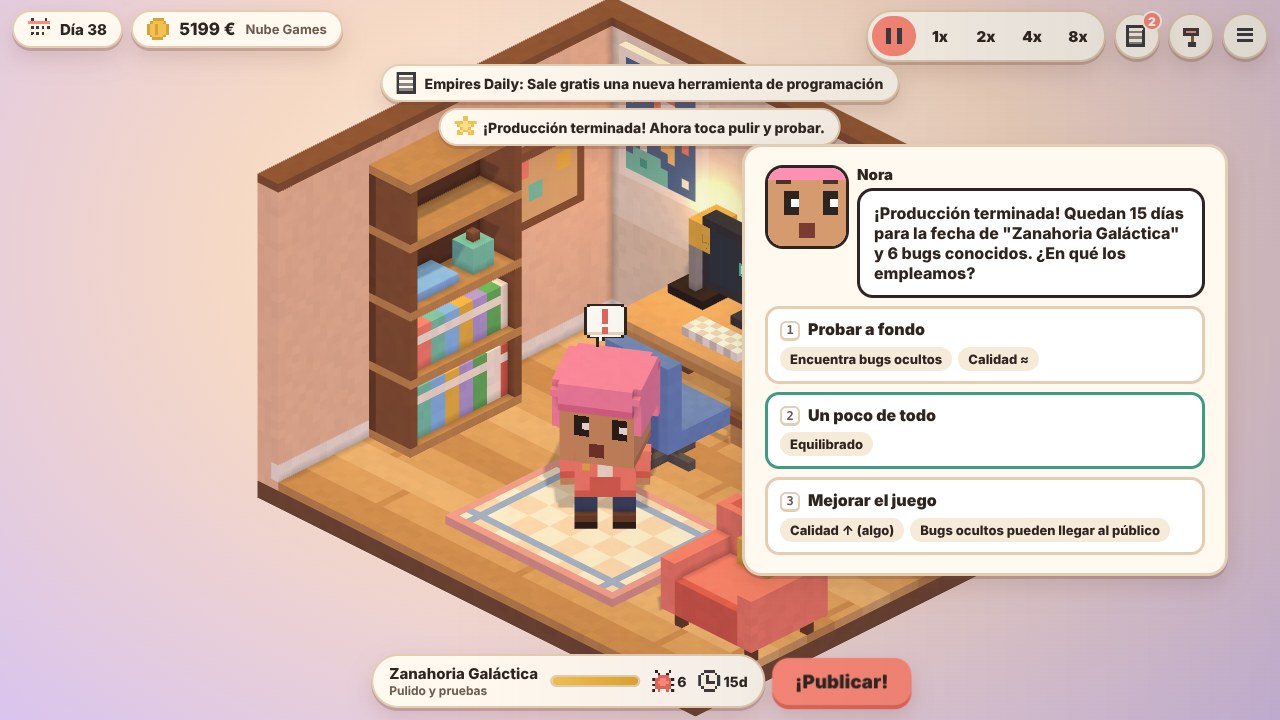 Día 38
5199 €
Nube Games
1x
2x
4x
8x
2
Empires Daily: Sale gratis una nueva herramienta de programación
¡Producción terminada! Ahora toca pulir y probar.
Nora
¡Producción terminada! Quedan 15 días
para la fecha de "Zanahoria Galáctica"
y 6 bugs conocidos. ¿En qué los
empleamos?
!
1 Probar a fondo
Encuentra bugs ocultos
Calidad ≈
2 Un poco de todo
Equilibrado
3 Mejorar el juego
Calidad ↑ (algo)
Bugs ocultos pueden llegar al público
Zanahoria Galáctica
Pulido y pruebas
6
15d
¡Publicar!